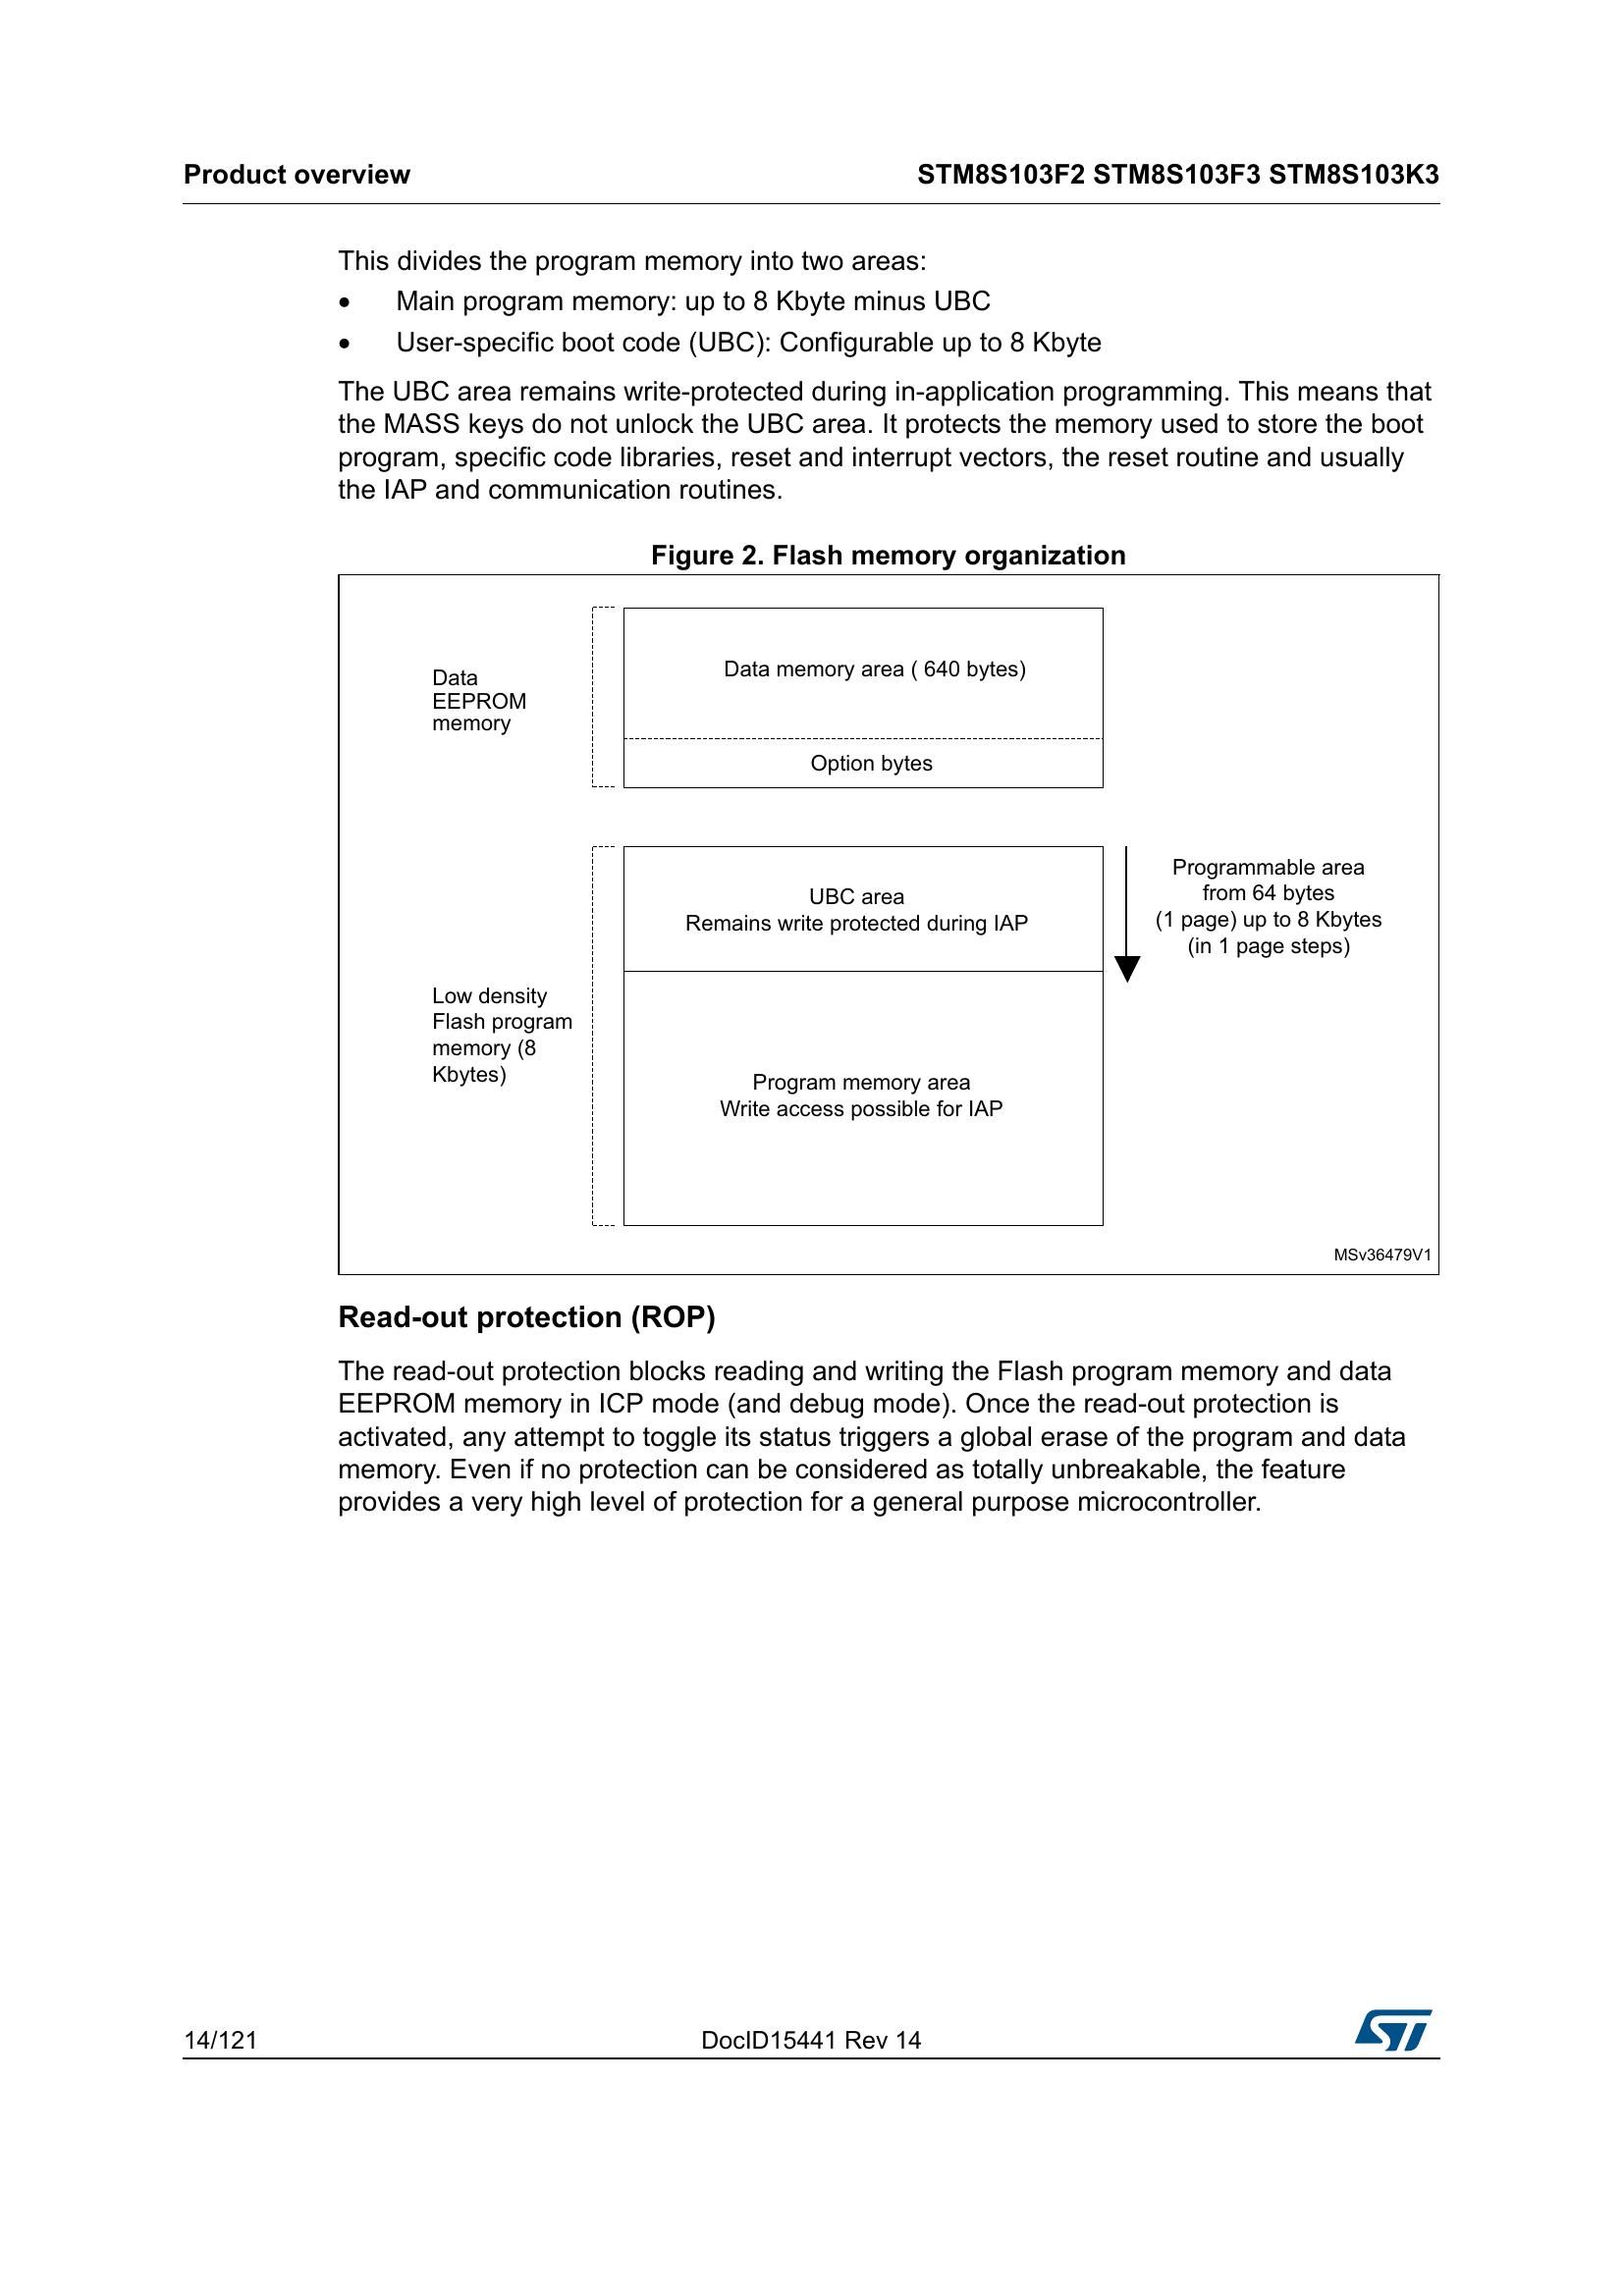 Product overview
STM8S103F2 STM8S103F3 STM8S103K3
This divides the program memory into two areas:
• Main program memory: up to 8 Kbyte minus UBC
• User-specific boot code (UBC): Configurable up to 8 Kbyte
The UBC area remains write-protected during in-application programming. This means that
the MASS keys do not unlock the UBC area. It protects the memory used to store the boot
program, specific code libraries, reset and interrupt vectors, the reset routine and usually
the IAP and communication routines.
Figure 2. Flash memory organization
Data
EEPROM
memory
Data memory area ( 640 bytes)
Option bytes
Low density
Flash program
memory (8
Kbytes)
UBC area
Remains write protected during IAP
Programmable area
from 64 bytes
(1 page) up to 8 Kbytes
(in 1 page steps)
Program memory area
Write access possible for IAP
MSv36479V1
Read-out protection (ROP)
The read-out protection blocks reading and writing the Flash program memory and data
EEPROM memory in ICP mode (and debug mode). Once the read-out protection is
activated, any attempt to toggle its status triggers a global erase of the program and data
memory. Even if no protection can be considered as totally unbreakable, the feature
provides a very high level of protection for a general purpose microcontroller.
14/121
DocID15441 Rev 14
ST